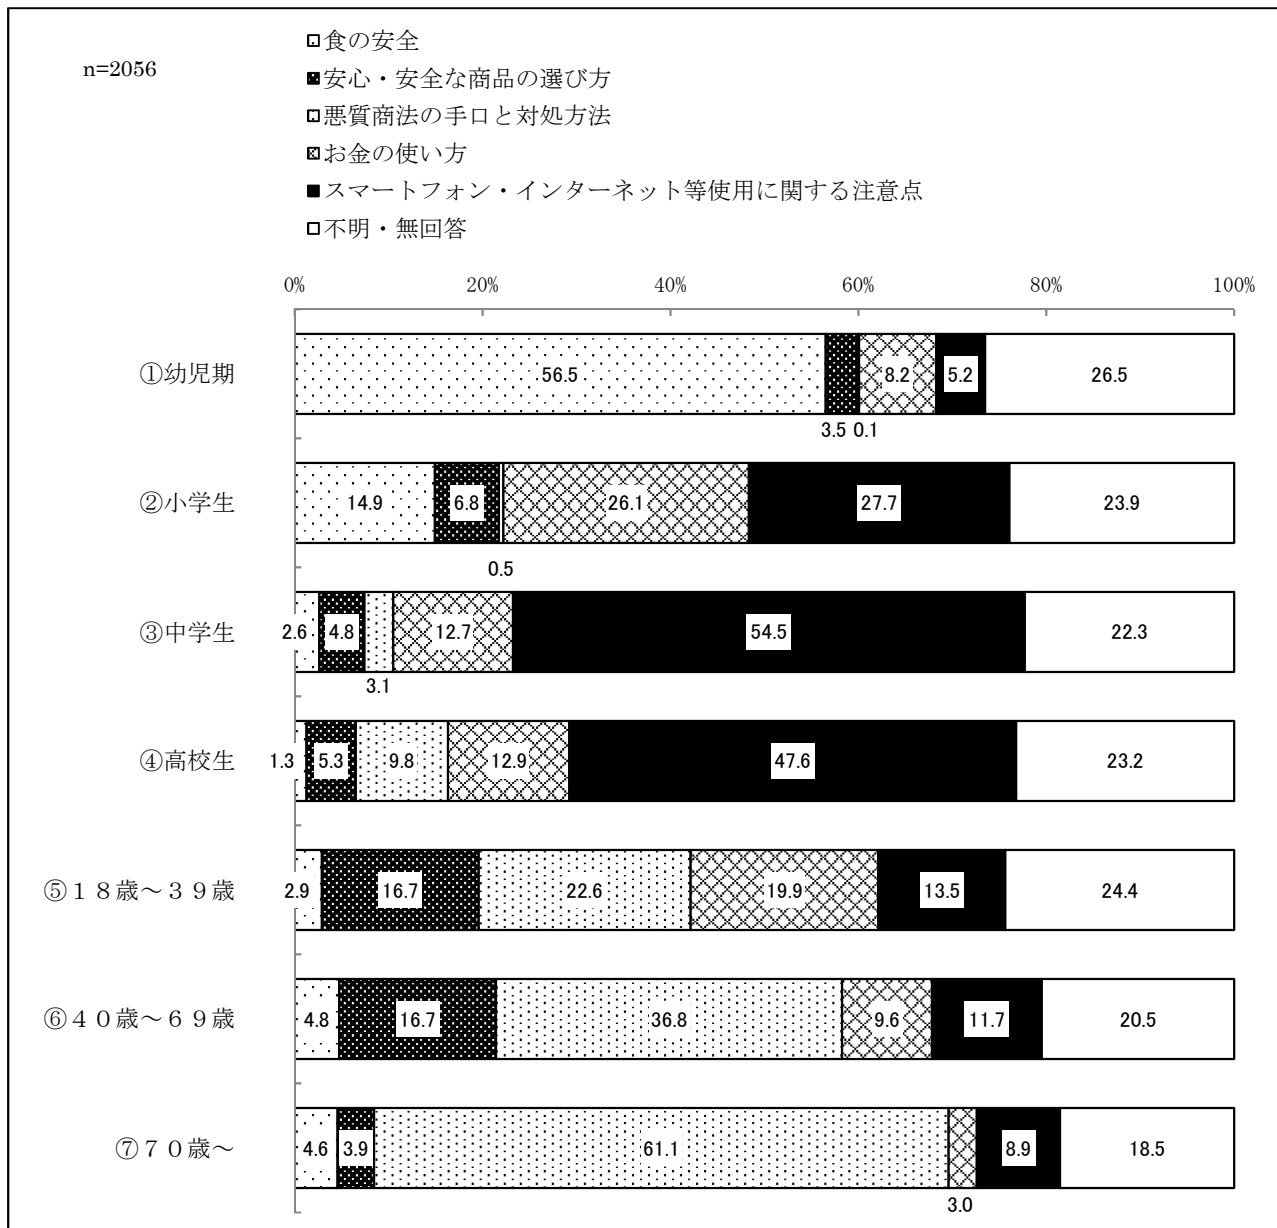 n=2056
食の安全
安心・安全な商品の選び方
悪質商法の手口と対処方法
お金の使い方
スマートフォン・インターネット等使用に関する注意点
不明・無回答
0% 20% 40% 60% 80% 100%
①幼児期 56.5 8.2 5.2 26.5
3.5 0.1
②小学生 14.9 6.8 26.1 27.7 23.9
0.5
③中学生 2.6 4.8 12.7 54.5 22.3
3.1
④高校生 1.3 5.3 9.8 12.9 47.6 23.2
⑤１８歳～３９歳 2.9 16.7 22.6 19.9 13.5 24.4
⑥４０歳～６９歳 4.8 16.7 36.8 9.6 11.7 20.5
⑦７０歳～ 4.6 3.9 61.1 8.9 18.5
3.0